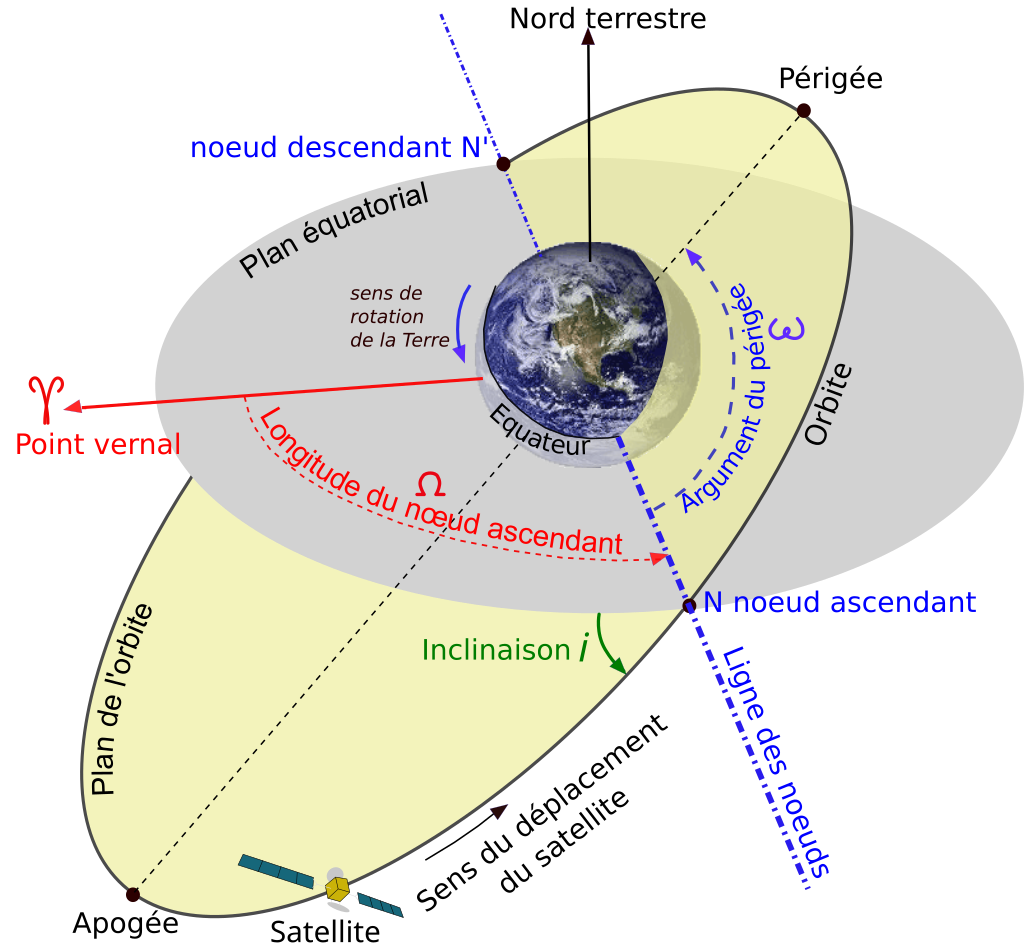 Nord terrestre
Périgée
noeud descendant N'
Plan équatorial
sens de
rotation
de la Terre
Argument du périgée
ω
Orbite
♈
Point vernal
Equateur
Longitude du nœud ascendant
Ω
N noeud ascendant
Inclinaison i
Plan de l'orbite
Ligne des noeuds
Sens du déplacement
du satellite
Apogée
Satellite